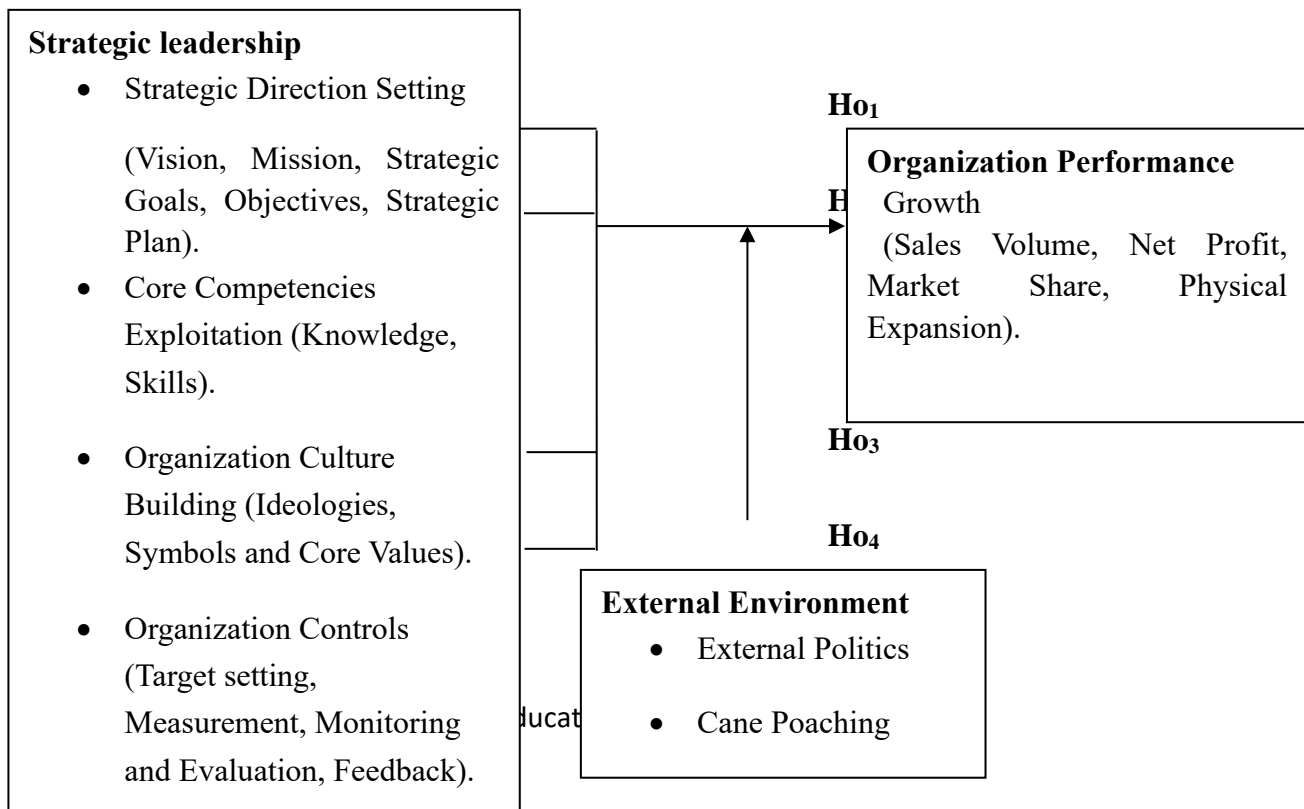 Strategic leadership
• Strategic Direction Setting
(Vision, Mission, Strategic
Goals, Objectives, Strategic
Plan).
• Core Competencies
Exploitation (Knowledge,
Skills).
• Organization Culture
Building (Ideologies,
Symbols and Core Values).
• Organization Controls
(Target setting,
Measurement, Monitoring
and Evaluation, Feedback).
Ho₁
Organization Performance
Growth
(Sales Volume, Net Profit,
Market Share, Physical
Expansion).
Ho₃
Ho₄
External Environment
• External Politics
• Cane Poaching